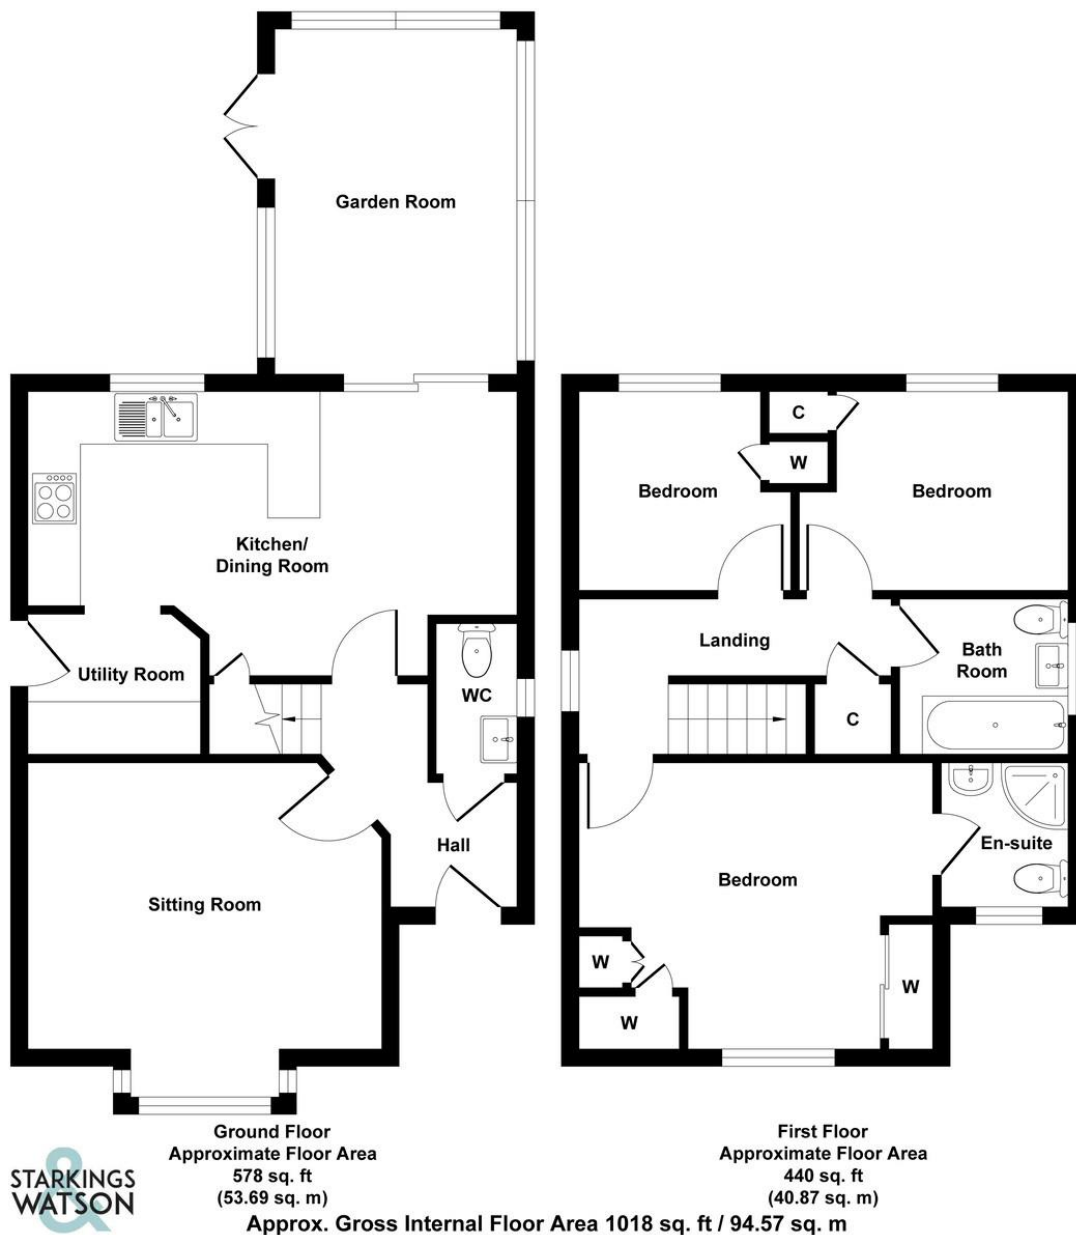 Garden Room
Kitchen/
Dining Room
Utility Room
WC
Hall
Sitting Room
C
W
Bedroom
Bedroom
Landing
Bath
Room
C
En-suite
Bedroom
W
W
W
Ground Floor
Approximate Floor Area
578 sq. ft
(53.69 sq. m)
First Floor
Approximate Floor Area
440 sq. ft
(40.87 sq. m)
&
STARKINGS
WATSON
Approx. Gross Internal Floor Area 1018 sq. ft / 94.57 sq. m